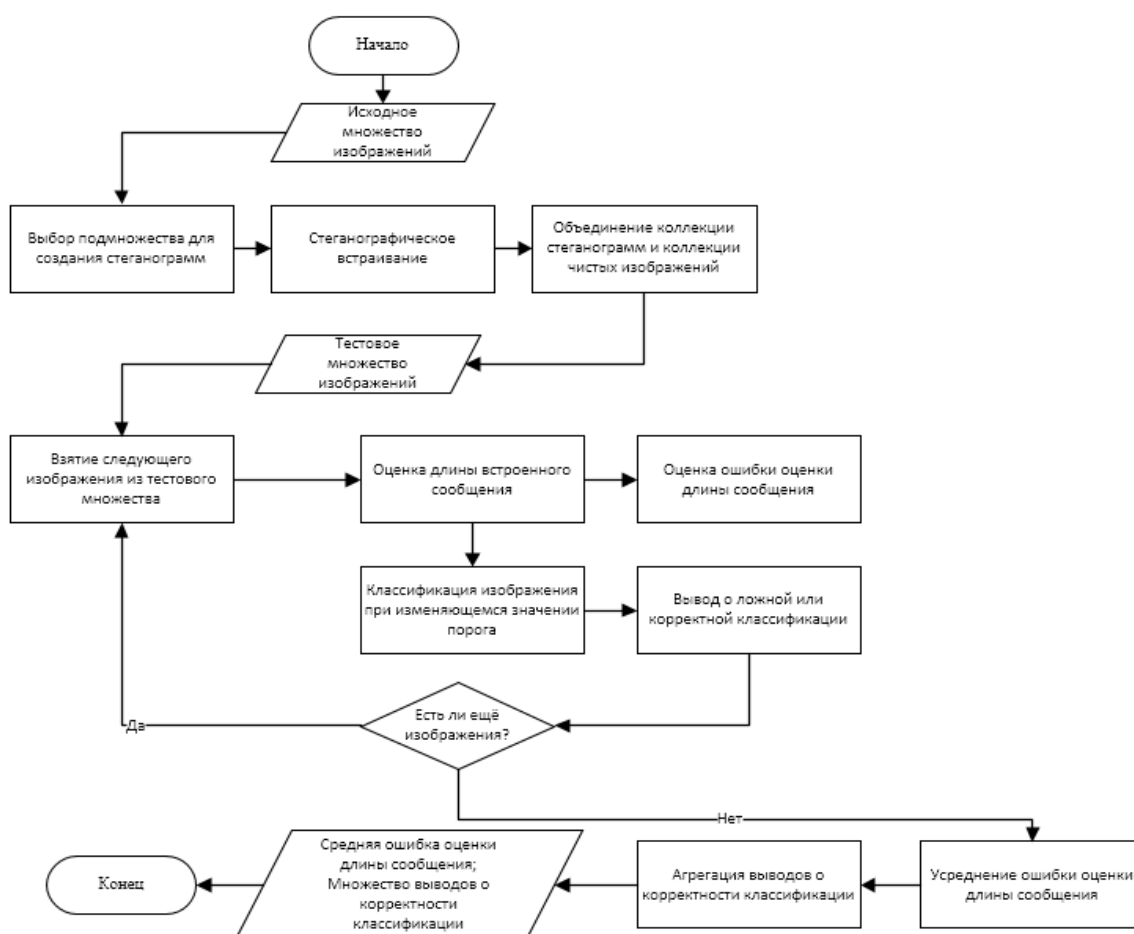 Начало
Исходное
множество
изображений
Выбор подмножества для
создания стеганограмм
Стеганографическое
встраивание
Объединение коллекции
стеганограмм и коллекции
чистых изображений
Тестовое
множество
изображений
Взятие следующего
изображения из тестового
множества
Оценка длины встроенного
сообщения
Оценка ошибки оценки
длины сообщения
Классификация изображения
при изменяющемся значении
порога
Вывод о ложной или
корректной классификации
Есть ли ещё
изображения?
Да
Нет
Усреднение ошибки оценки
длины сообщения
Агрегация выводов о
корректности классификации
Средняя ошибка оценки
длины сообщения;
Множество выводов о
корректности
классификации
Конец